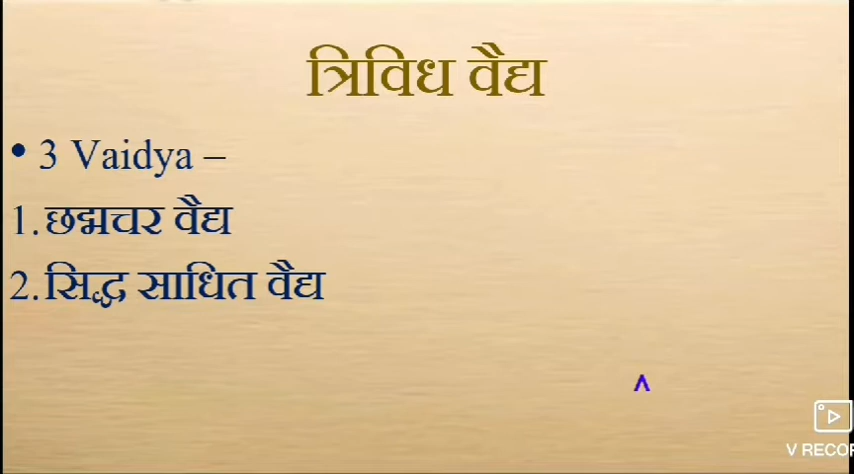 त्रिविध वैद्य
• 3 Vaidya –
1. छद्मचर वैद्य
2. सिद्ध साधित वैद्य
^
V RECOR